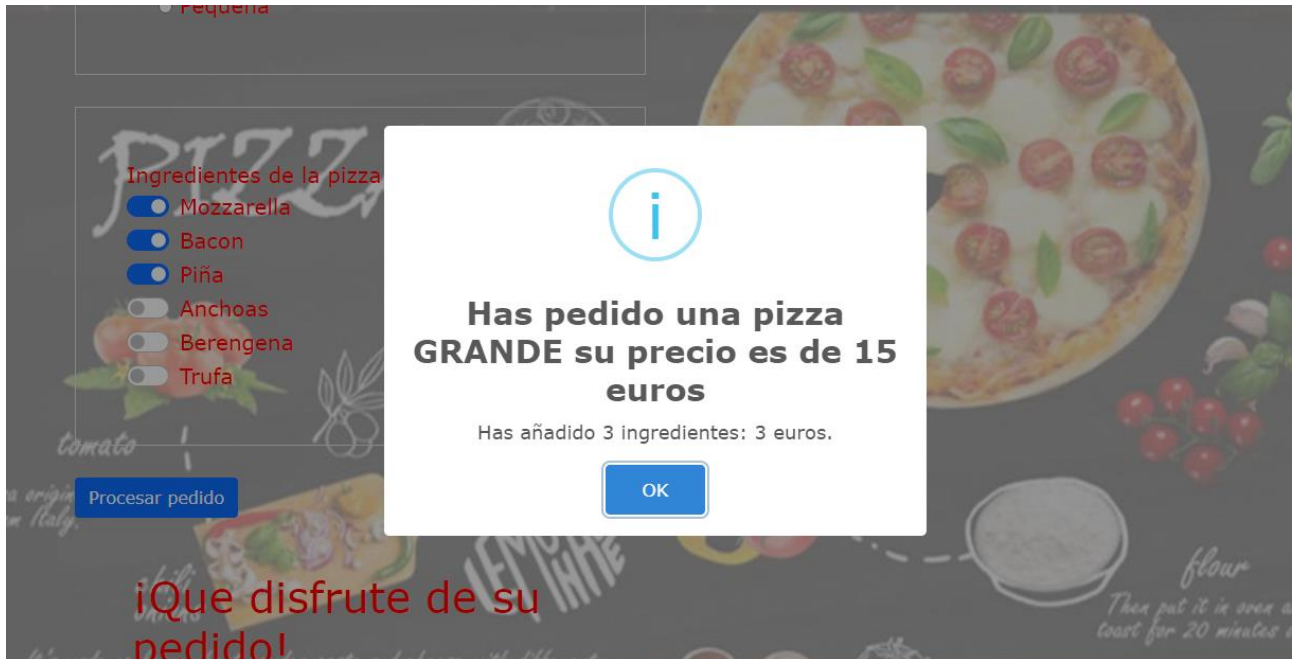 Pequeña
PIZZ
Ingredientes de la pizza
Mozzarella
Bacon
Piña
Anchoas
Berengena
Trufa
i
Has pedido una pizza
GRANDE su precio es de 15
euros
Has añadido 3 ingredientes: 3 euros.
OK
tomato
Procesar pedido
Italy.
flour
Then put it in oven a
toast for 20 minutes
¡Que disfrute de su
pedido!